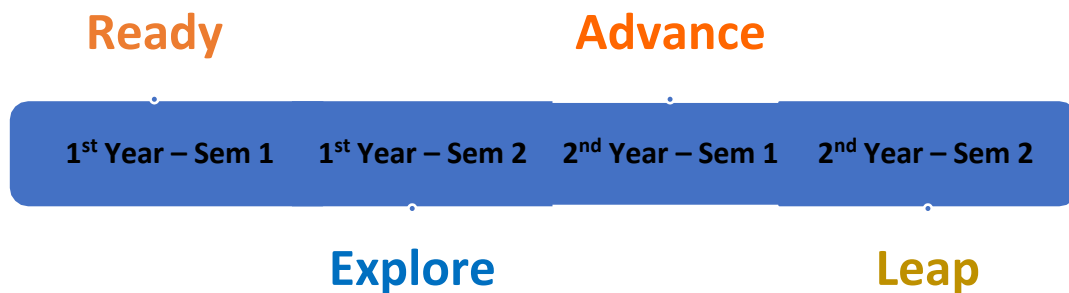 Ready Advance
1st Year – Sem 1 1st Year – Sem 2 2nd Year – Sem 1 2nd Year – Sem 2
Explore Leap